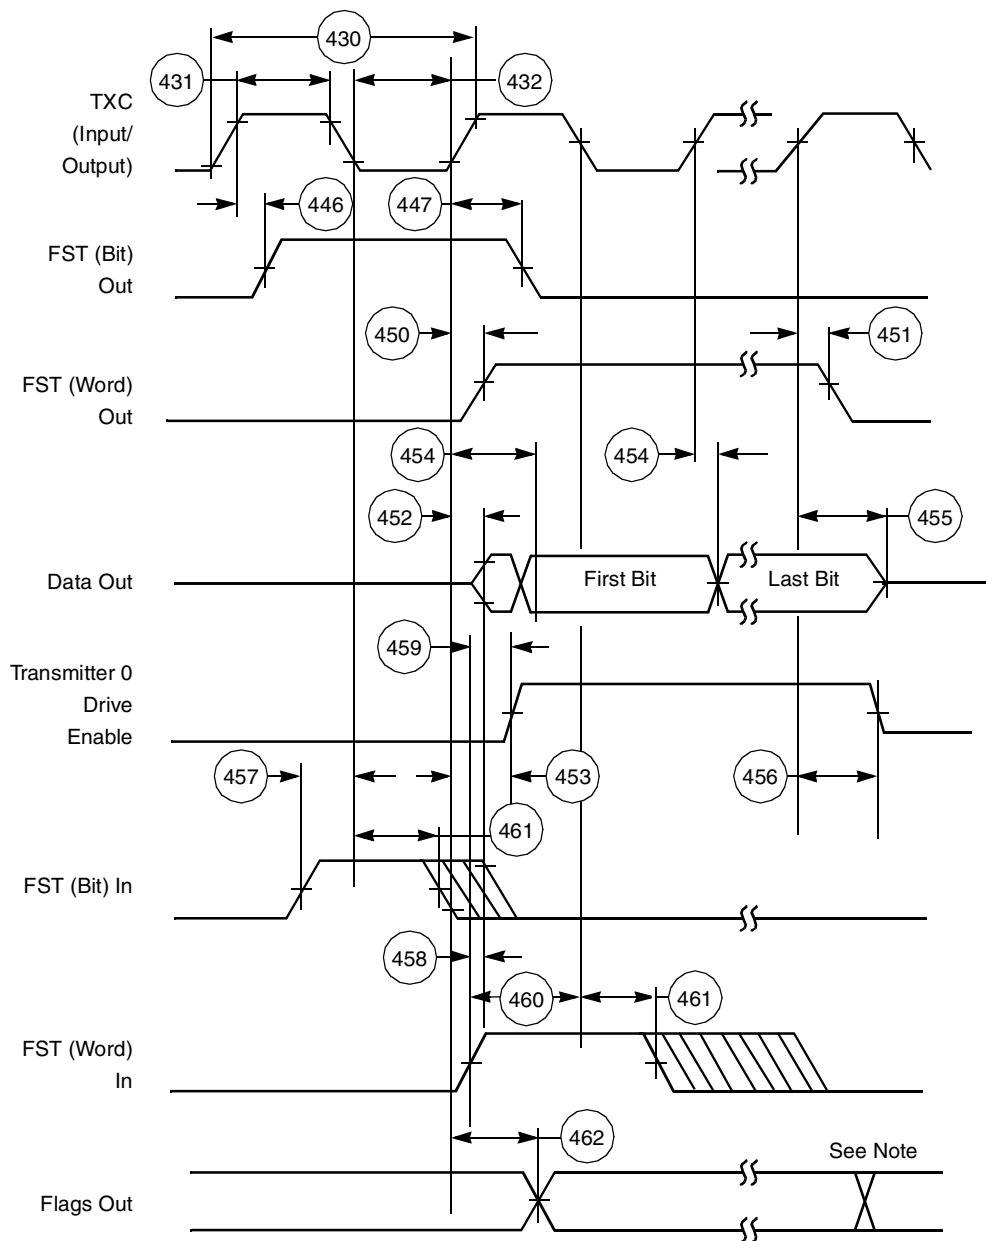 430
431
432
TXC
(Input/
Output)
446
447
FST (Bit)
Out
450
451
FST (Word)
Out
454
454
452
455
Data Out
First Bit
Last Bit
459
Transmitter 0
Drive
Enable
457
453
456
461
FST (Bit) In
458
460
461
FST (Word)
In
462
See Note
Flags Out